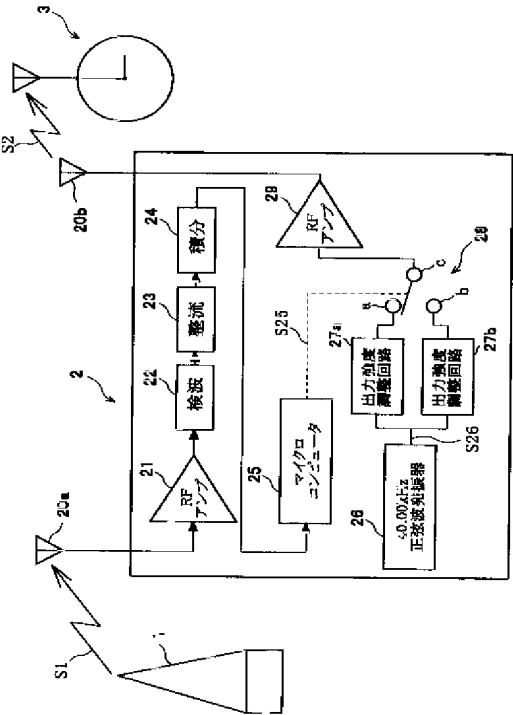 3
S2
20b
2
20a
S1
1
21
RF
アンプ
22
検波
23
整流
24
積分
29
RF
アンプ
25
マイクロ
コンピュータ
S25
28
a
b
c
27a
出力強度
調整回路
27b
出力強度
調整回路
S26
26
40.00kHz
正弦波発振器